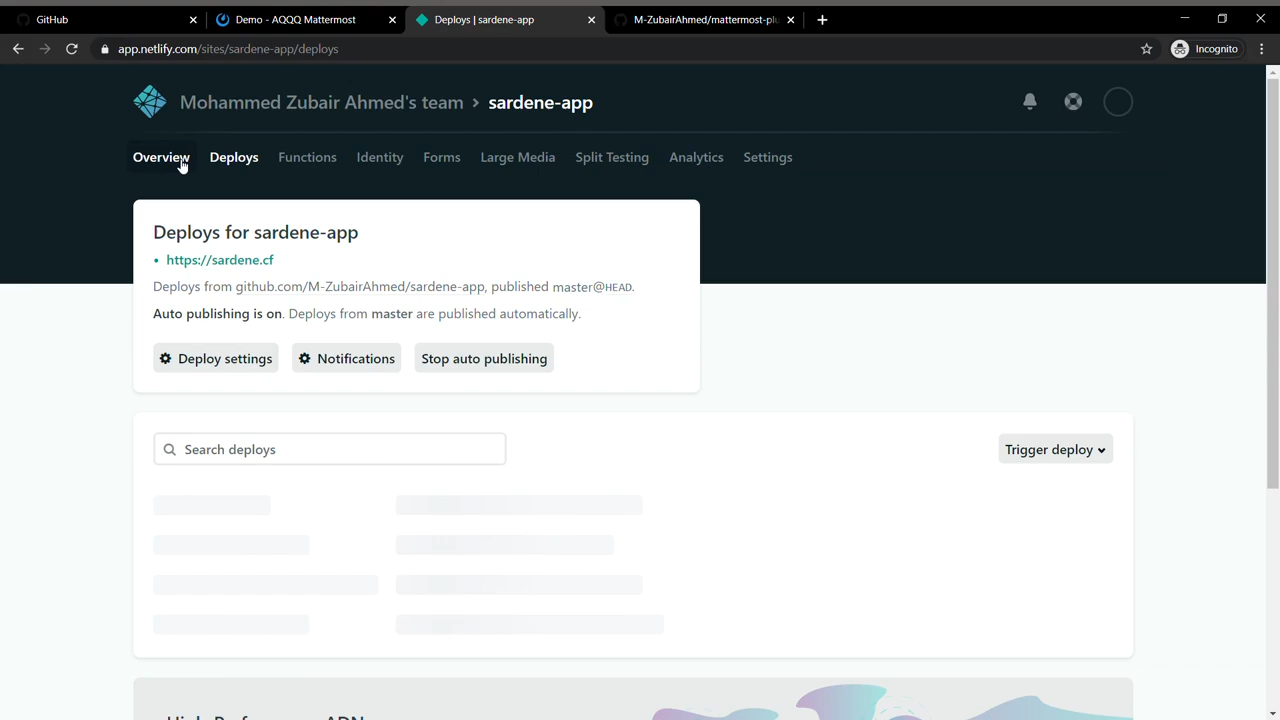 GitHub
Demo - AQQQ Mattermost
Deploys | sardene-app
M-ZubairAhmed/mattermost-plu
app.netlify.com/sites/sardene-app/deploys
Incognito
Mohammed Zubair Ahmed's team > sardene-app
Overview Deploys Functions Identity Forms Large Media Split Testing Analytics Settings
Deploys for sardene-app
• https://sardene.cf
Deploys from github.com/M-ZubairAhmed/sardene-app, published master@HEAD.
Auto publishing is on. Deploys from master are published automatically.
Deploy settings Notifications Stop auto publishing
Search deploys
Trigger deploy